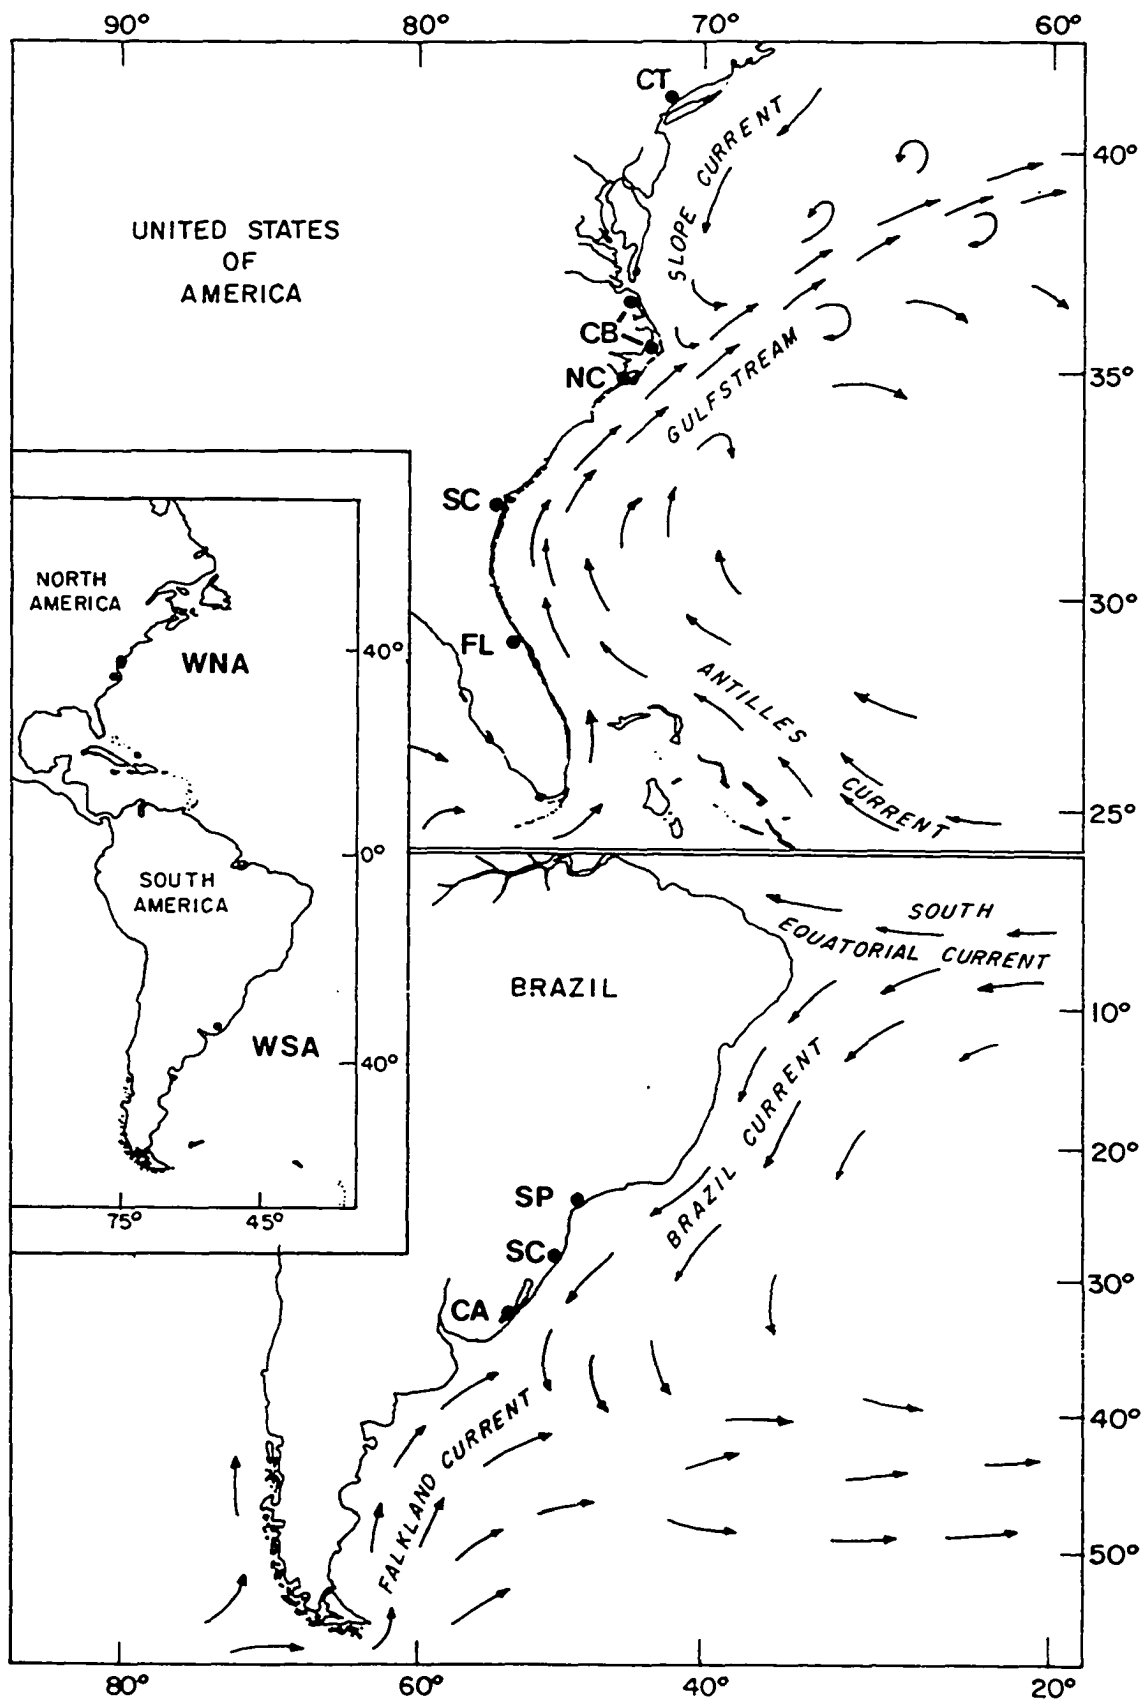 90° 80° 70° 60°
CT
SLOPE CURRENT
40°
UNITED STATES
OF
AMERICA
CB
NC
35°
GULFSTREAM
SC
30°
FL
ANTILLES
CURRENT
25°
NORTH
AMERICA
WNA
40°
0°
SOUTH
AMERICA
WSA
40°
75° 45°
SOUTH
EQUATORIAL CURRENT
BRAZIL
10°
BRAZIL CURRENT
20°
SP
SC
30°
CA
FALKLAND CURRENT
40°
50°
80° 60° 40° 20°